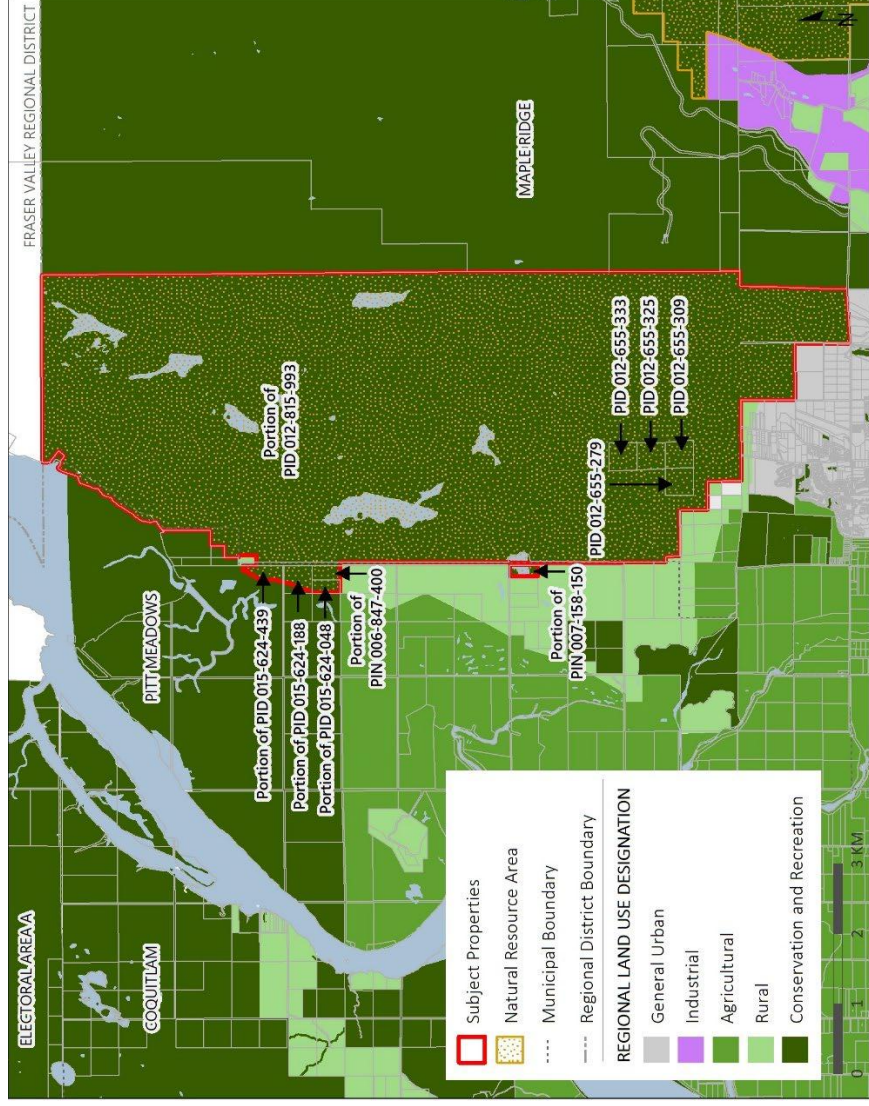 FRASER VALLEY REGIONAL DISTRICT
ELECTORAL AREA A
COQUITLAM
PITT MEADOWS
MAPLE RIDGE
Portion of
PID 012-815-993
Portion of PID 015-624-439
Portion of PID 015-624-188
Portion of PID 015-624-048
Portion of
PIN 006-847-400
Portion of
PIN 007-158-150
PID 012-655-279
PID 012-655-333
PID 012-655-325
PID 012-655-309
Subject Properties
Natural Resource Area
Municipal Boundary
Regional District Boundary
REGIONAL LAND USE DESIGNATION
General Urban
Industrial
Agricultural
Rural
Conservation and Recreation
0 1 2 3 KM
N